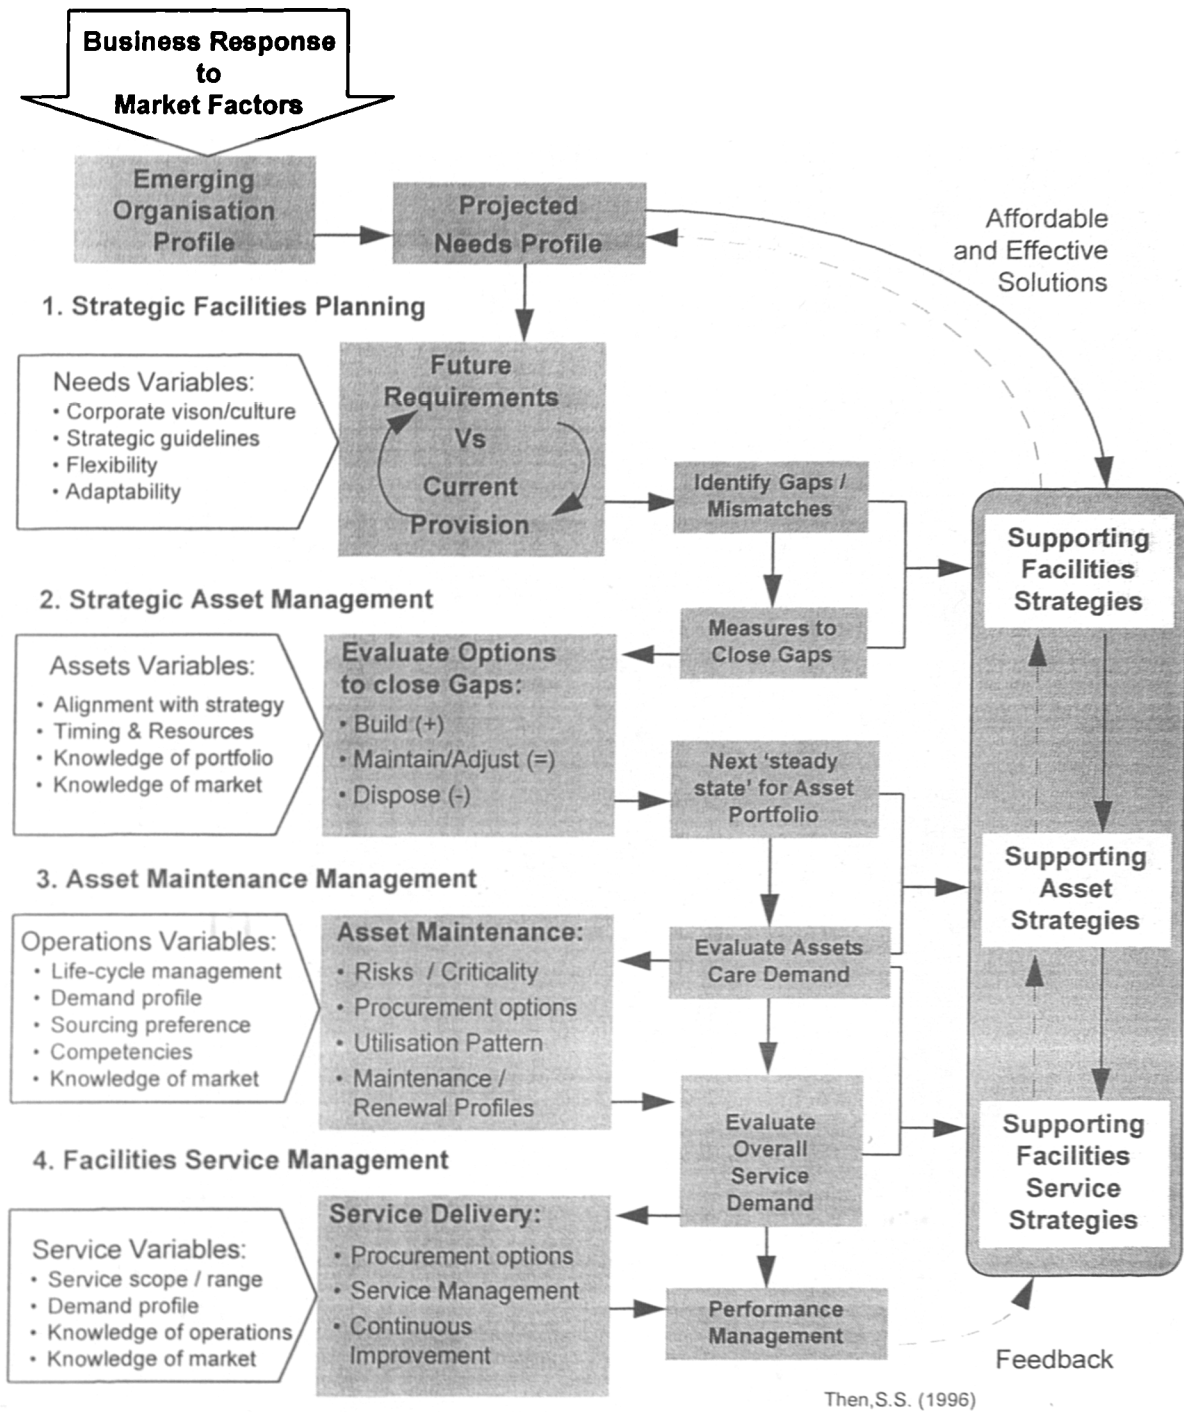 Business Response
to
Market Factors
Emerging
Organisation
Profile
Projected
Needs Profile
Affordable
and Effective
Solutions
1. Strategic Facilities Planning
Needs Variables:
• Corporate vison/culture
• Strategic guidelines
• Flexibility
• Adaptability
Future
Requirements
Vs
Current
Provision
Identify Gaps /
Mismatches
Measures to
Close Gaps
Supporting
Facilities
Strategies
2. Strategic Asset Management
Assets Variables:
• Alignment with strategy
• Timing & Resources
• Knowledge of portfolio
• Knowledge of market
Evaluate Options
to close Gaps:
• Build (+)
• Maintain/Adjust (=)
• Dispose (-)
Next ‘steady
state’ for Asset
Portfolio
Supporting
Asset
Strategies
3. Asset Maintenance Management
Operations Variables:
• Life-cycle management
• Demand profile
• Sourcing preference
• Competencies
• Knowledge of market
Asset Maintenance:
• Risks / Criticality
• Procurement options
• Utilisation Pattern
• Maintenance /
Renewal Profiles
Evaluate Assets
Care Demand
Evaluate
Overall
Service
Demand
Supporting
Facilities
Service
Strategies
4. Facilities Service Management
Service Variables:
• Service scope / range
• Demand profile
• Knowledge of operations
• Knowledge of market
Service Delivery:
• Procurement options
• Service Management
• Continuous
Improvement
Performance
Management
Feedback
Then,S.S. (1996)